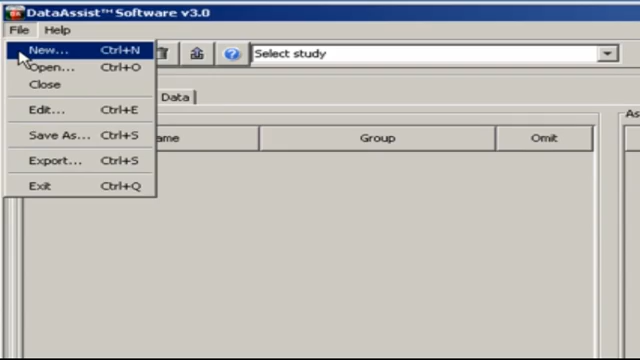 DataAssist™ Software v3.0
File Help
New... Ctrl+N
Select study
Open... Ctrl+O
Close
Data
Edit... Ctrl+E
As
Save As... Ctrl+S
ame Group Omit
Export... Ctrl+S
Exit Ctrl+Q